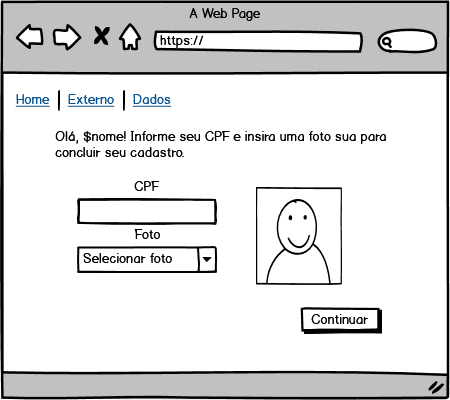 A Web Page
https://
Home | Externo | Dados
Olá, $nome! Informe seu CPF e insira uma foto sua para
concluir seu cadastro.
CPF
Foto
Selecionar foto
Continuar